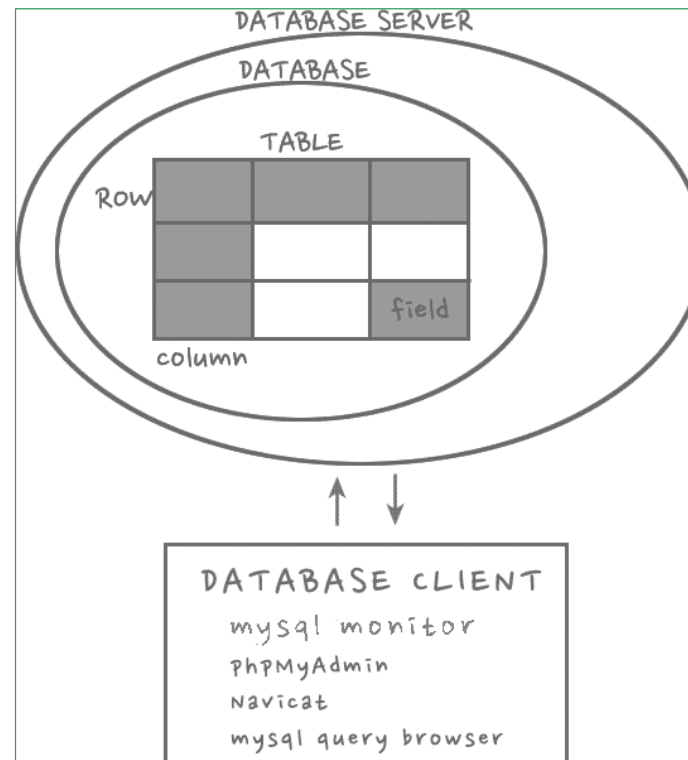 DATABASE SERVER
DATABASE
TABLE
Row
field
column
DATABASE CLIENT
mysql monitor
PhPMyAdmin
Navicat
mysql query browser